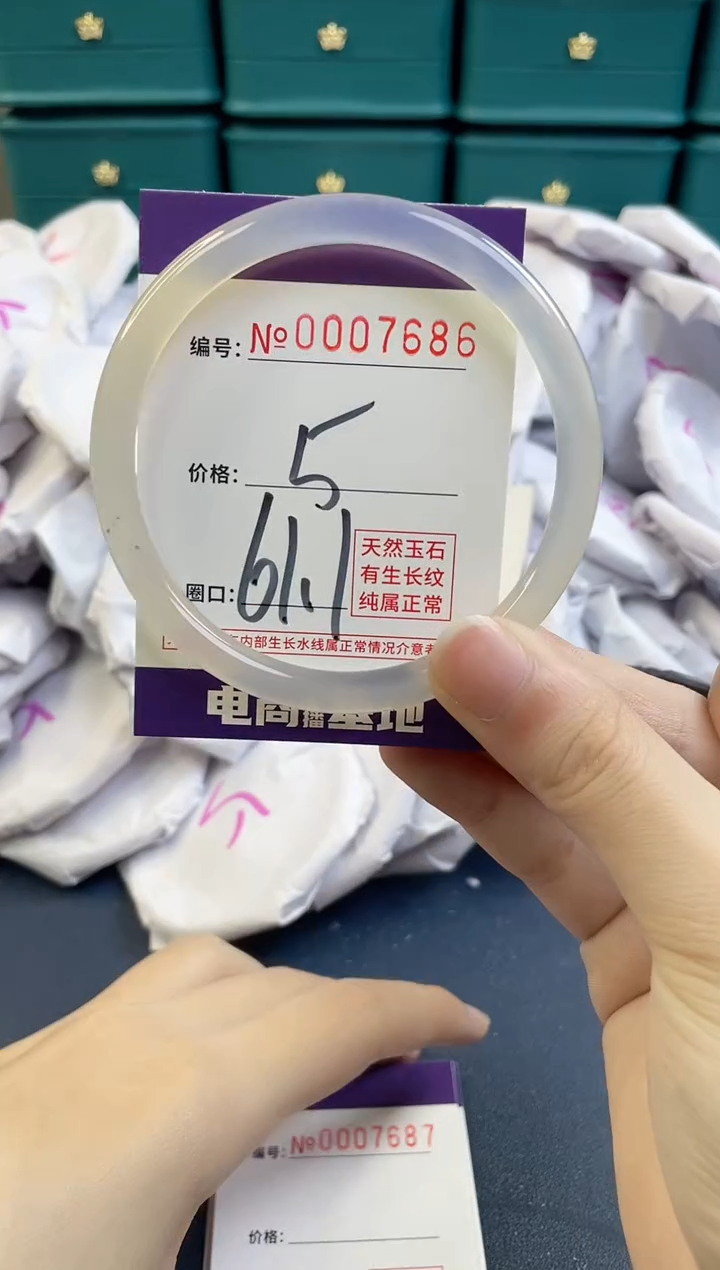 编号: №0007686
价格: 5
圈口: 61.1
天然玉石
有生长纹
纯属正常
内部生长水线属正常情况介意者
电商播基地
编号: №0007687
价格: